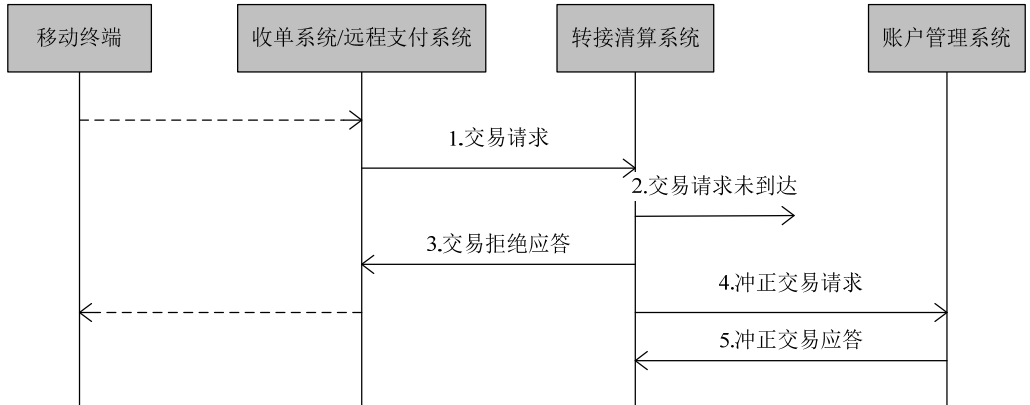 移动终端
收单系统/远程支付系统
转接清算系统
账户管理系统
1.交易请求
2.交易请求未到达
3.交易拒绝应答
4.冲正交易请求
5.冲正交易应答